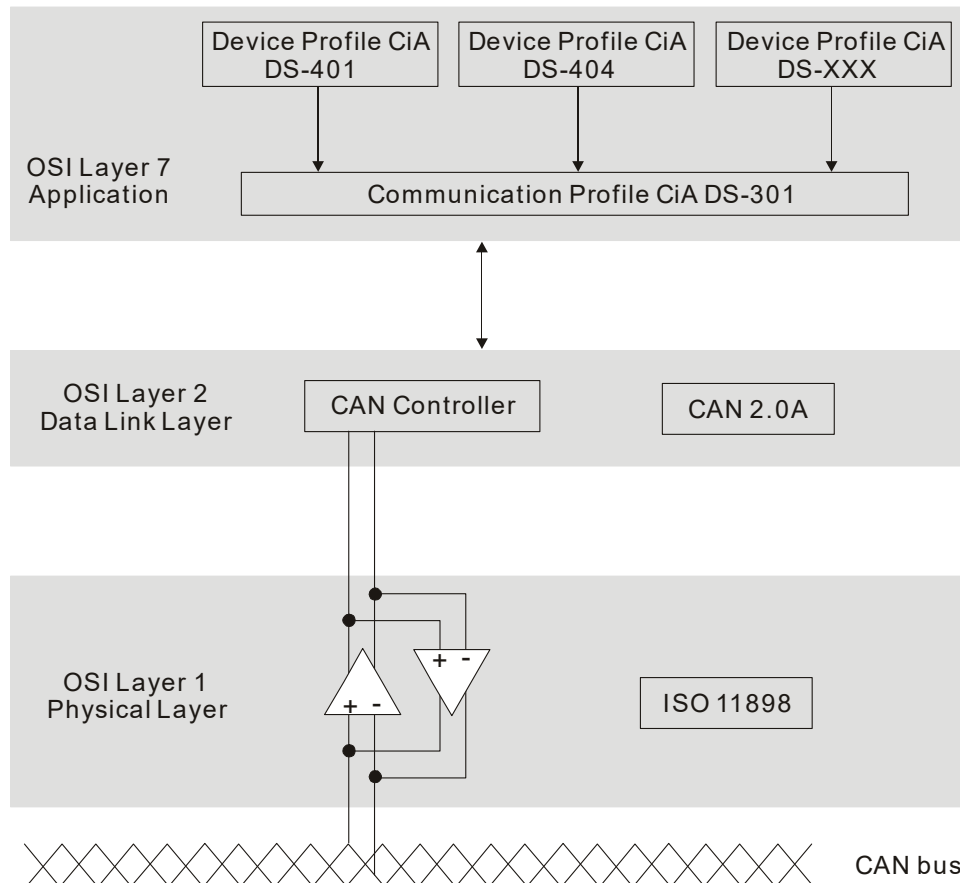 Device Profile CiA
DS-401
Device Profile CiA
DS-404
Device Profile CiA
DS-XXX
OSI Layer 7
Application
Communication Profile CiA DS-301
OSI Layer 2
Data Link Layer
CAN Controller
CAN 2.0A
OSI Layer 1
Physical Layer
+ -
+ -
ISO 11898
CAN bus